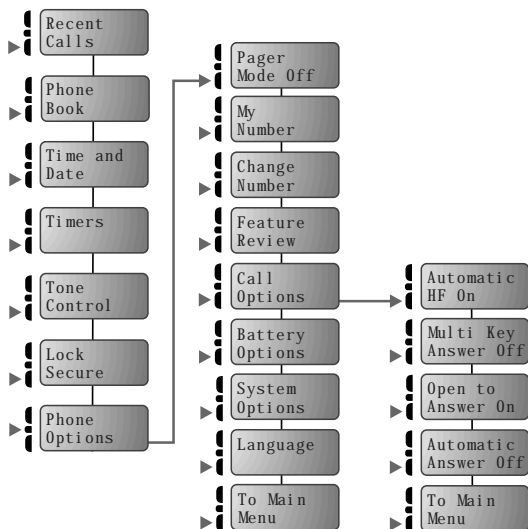 Recent
Calls
Phone
Book
Time and
Date
Timers
Tone
Control
Lock
Secure
Phone
Options
Pager
Mode Off
My
Number
Change
Number
Feature
Review
Call
Options
Battery
Options
System
Options
Language
To Main
Menu
Automatic
HF On
Multi Key
Answer Off
Open to
Answer On
Automatic
Answer Off
To Main
Menu